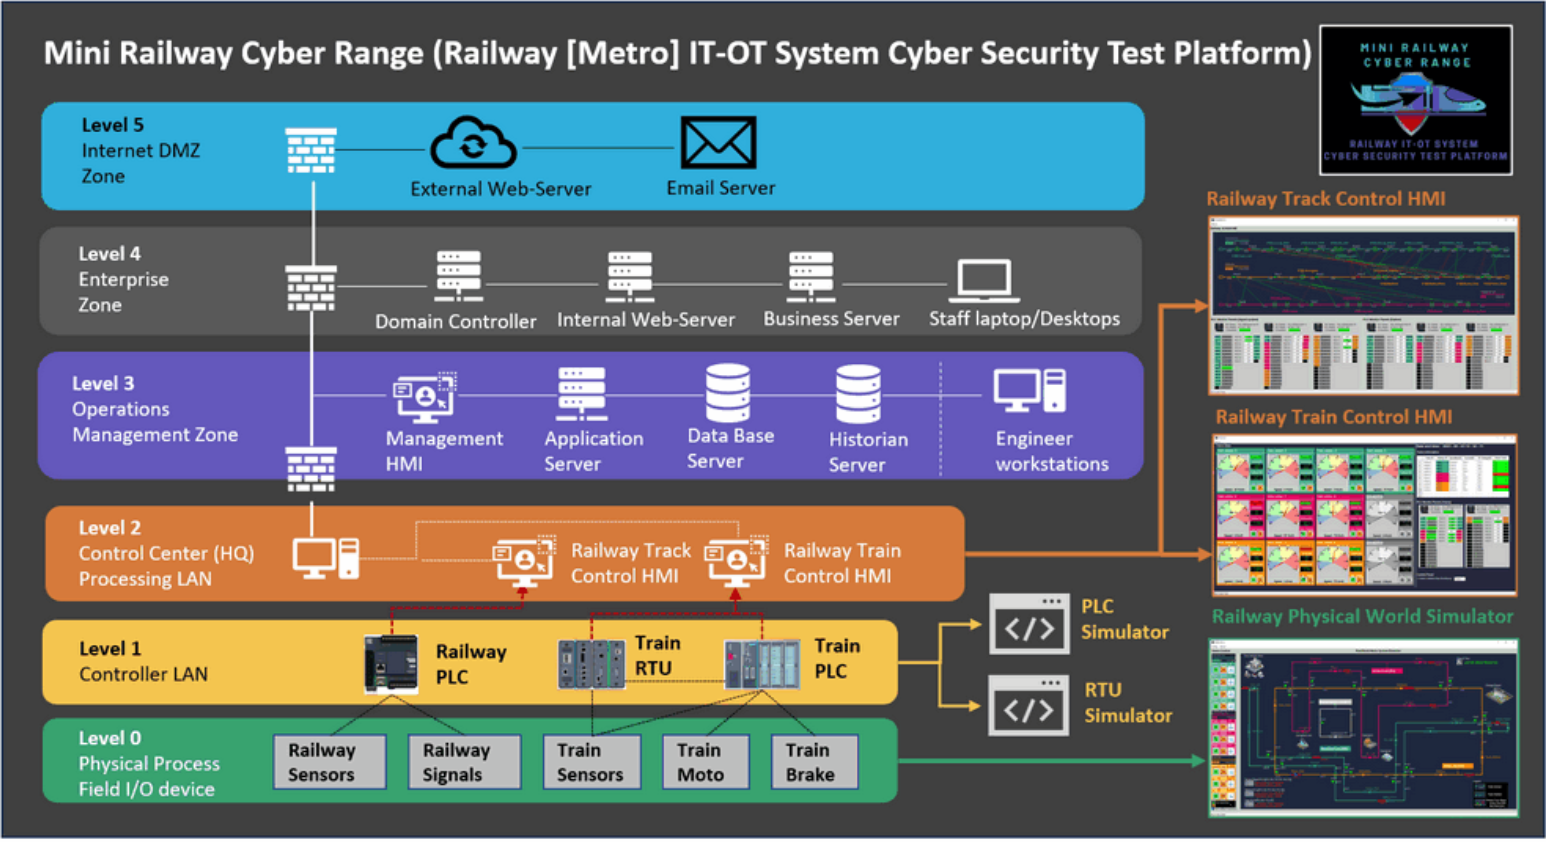 Mini Railway Cyber Range (Railway [Metro] IT-OT System Cyber Security Test Platform)
MINI RAILWAY
CYBER RANGE
RAILWAY IT-OT SYSTEM
CYBER SECURITY TEST PLATFORM
Level 5
Internet DMZ
Zone
External Web-Server
Email Server
Level 4
Enterprise
Zone
Domain Controller
Internal Web-Server
Business Server
Staff laptop/Desktops
Level 3
Operations
Management Zone
Management
HMI
Application
Server
Data Base
Server
Historian
Server
Engineer
workstations
Level 2
Control Center (HQ)
Processing LAN
Railway Track
Control HMI
Railway Train
Control HMI
Level 1
Controller LAN
Railway
PLC
Train
RTU
Train
PLC
PLC
Simulator
RTU
Simulator
Level 0
Physical Process
Field I/O device
Railway
Sensors
Railway
Signals
Train
Sensors
Train
Moto
Train
Brake
Railway Track Control HMI
Railway Train Control HMI
Railway Physical World Simulator